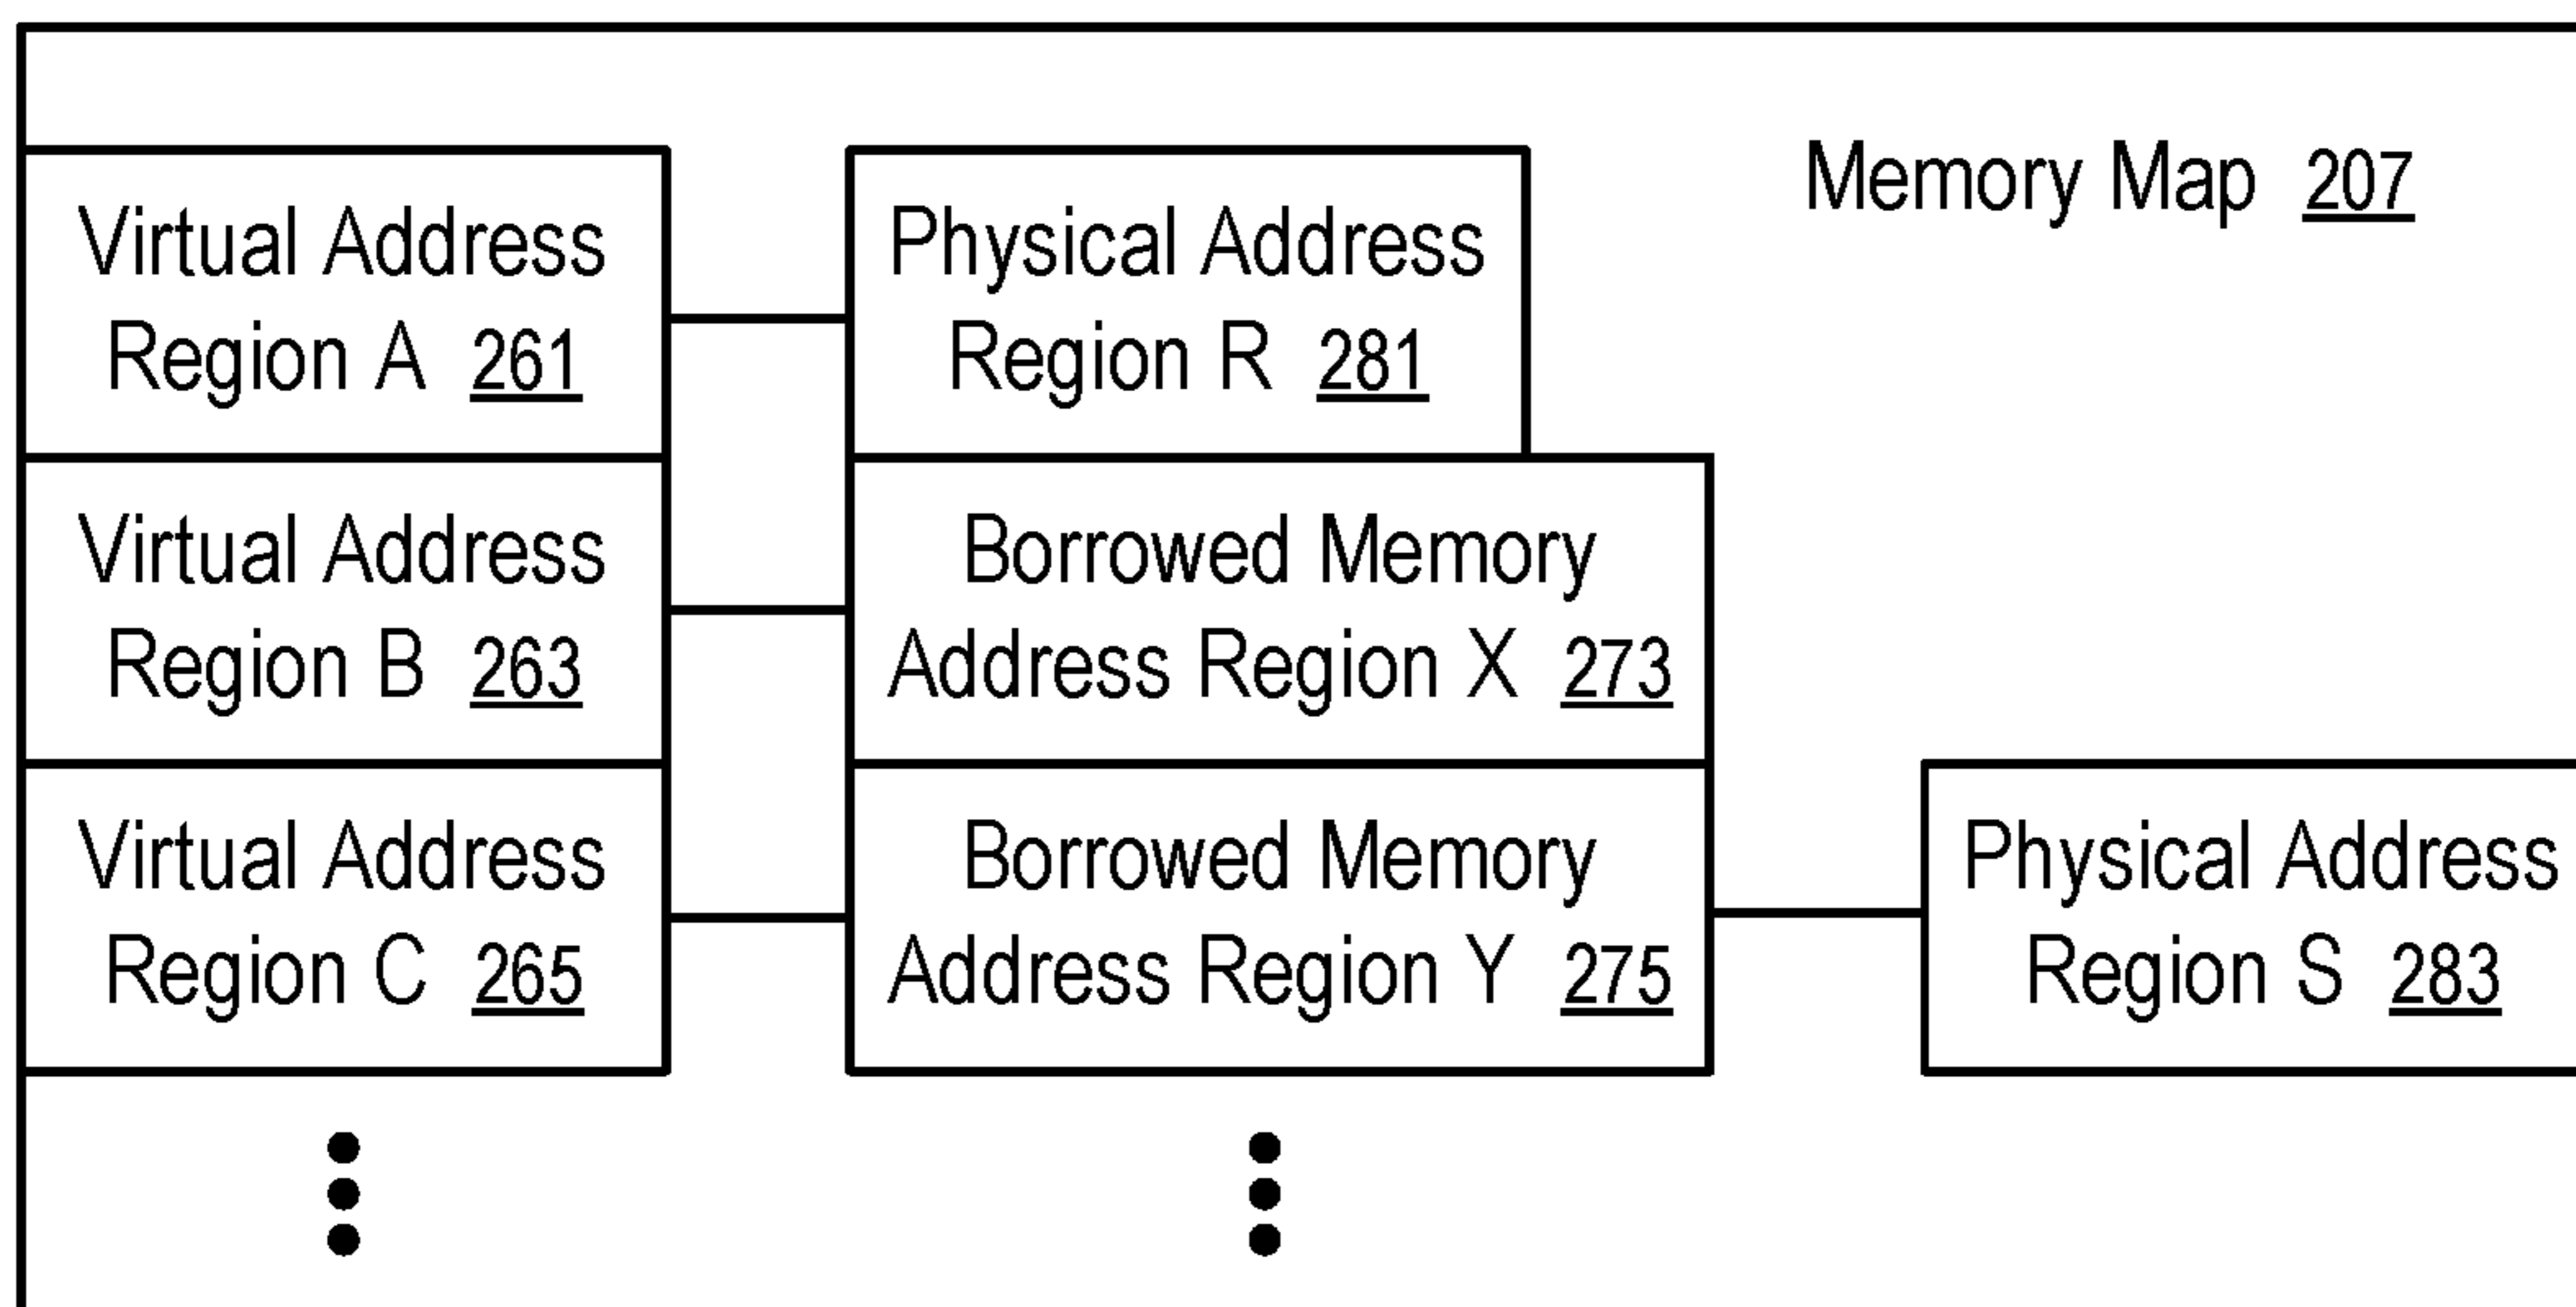 Memory Map 207
Virtual Address
Region A 261
Physical Address
Region R 281
Virtual Address
Region B 263
Borrowed Memory
Address Region X 273
Virtual Address
Region C 265
Borrowed Memory
Address Region Y 275
Physical Address
Region S 283